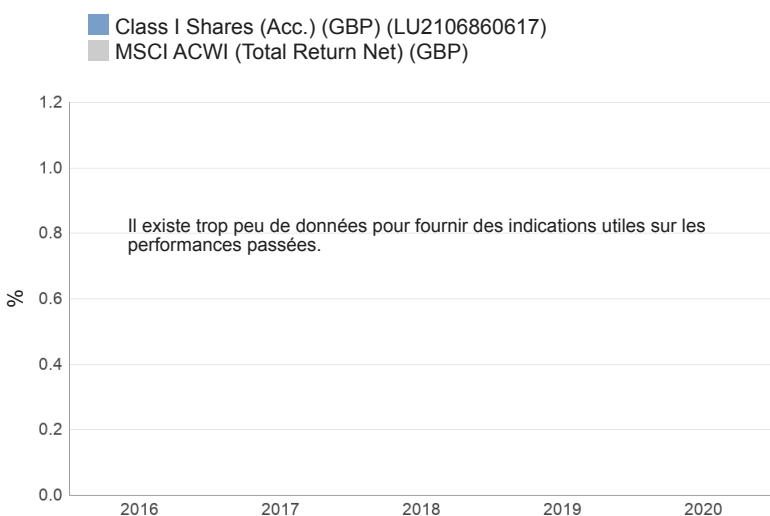 Class I Shares (Acc.) (GBP) (LU2106860617)
MSCI ACWI (Total Return Net) (GBP)
1.2
1.0
Il existe trop peu de données pour fournir des indications utiles sur les
performances passées.
0.8
%
0.6
0.4
0.2
0.0
2016 2017 2018 2019 2020